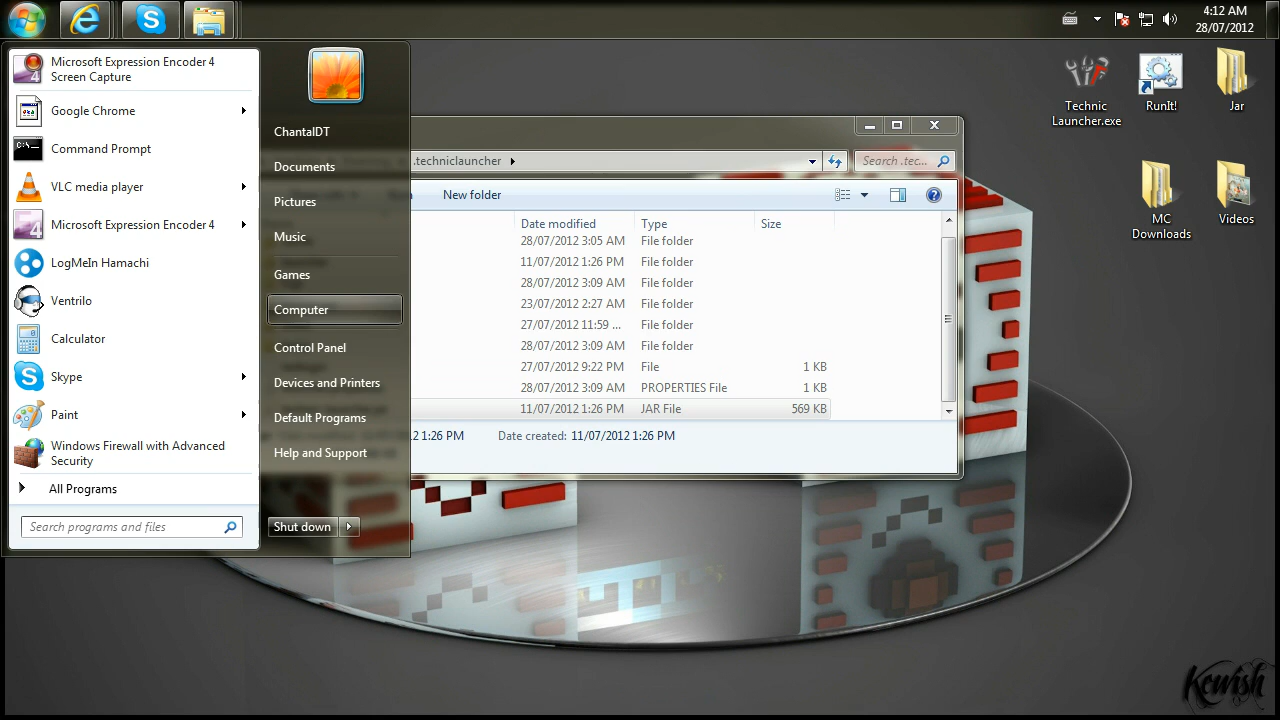 4:12 AM
28/07/2012
Microsoft Expression Encoder 4
Screen Capture
Google Chrome
Command Prompt
VLC media player
Microsoft Expression Encoder 4
LogMeIn Hamachi
Ventrilo
Calculator
Skype
Paint
Windows Firewall with Advanced
Security
All Programs
Search programs and files
ChantalDT
Documents
Pictures
Music
Games
Computer
Control Panel
Devices and Printers
Default Programs
Help and Support
Shut down
.techniclauncher
Search .tec...
New folder
Date modified Type Size
28/07/2012 3:05 AM File folder
11/07/2012 1:26 PM File folder
28/07/2012 3:09 AM File folder
23/07/2012 2:27 AM File folder
27/07/2012 11:59 ... File folder
28/07/2012 3:09 AM File folder
27/07/2012 9:22 PM File 1 KB
28/07/2012 3:09 AM PROPERTIES File 1 KB
11/07/2012 1:26 PM JAR File 569 KB
12 1:26 PM Date created: 11/07/2012 1:26 PM
Technic
Launcher.exe
RunIt!
Jar
MC
Downloads
Videos
Kewish